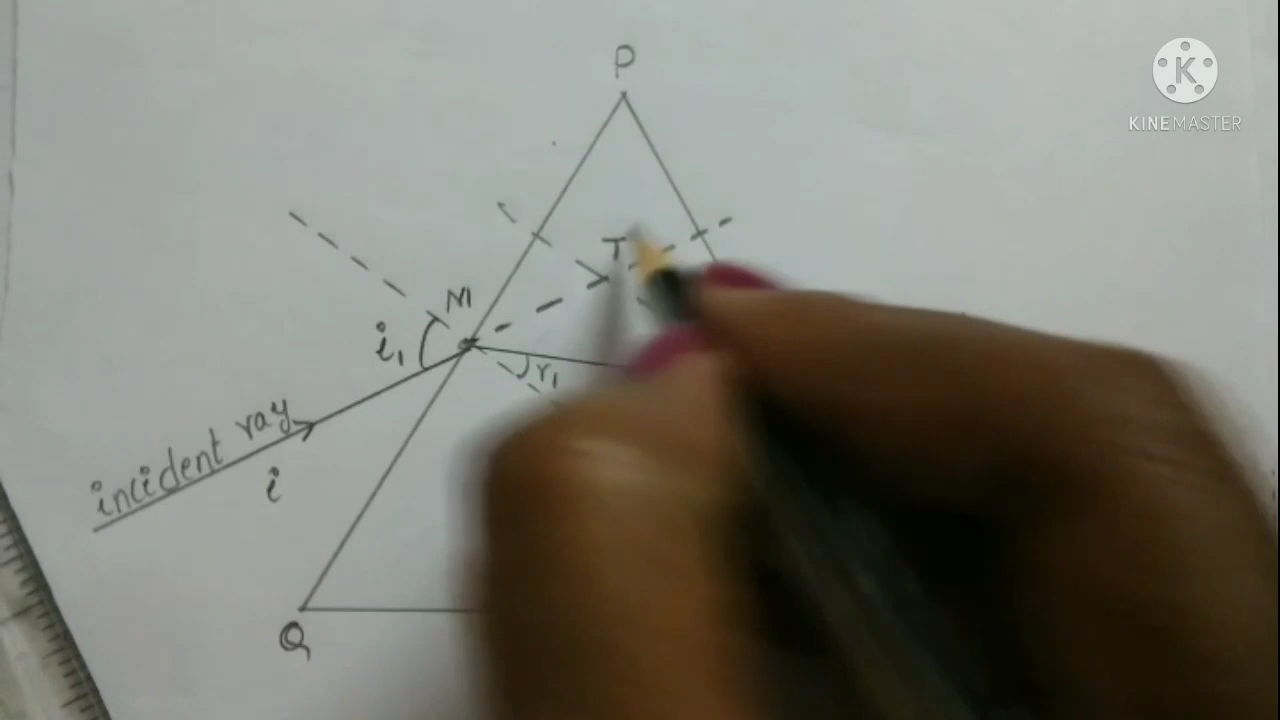 P
K
KINEMASTER
T
M
i₁
r₁
incident ray
i
Q